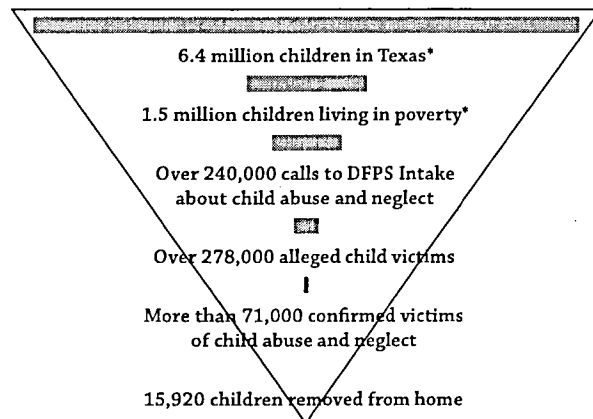 6.4 million children in Texas*
1.5 million children living in poverty*
Over 240,000 calls to DFPS Intake
about child abuse and neglect
Over 278,000 alleged child victims
More than 71,000 confirmed victims
of child abuse and neglect
15,920 children removed from home